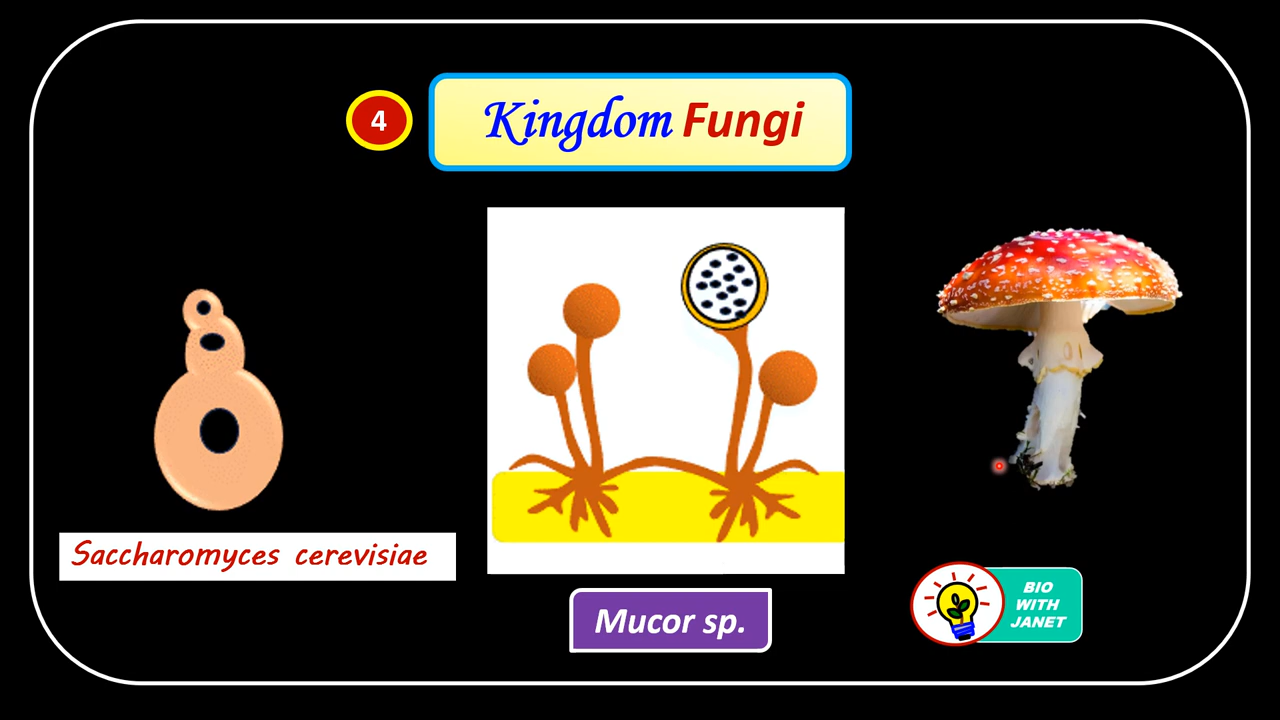 4
Kingdom Fungi
Saccharomyces cerevisiae
Mucor sp.
BIO
WITH
JANET